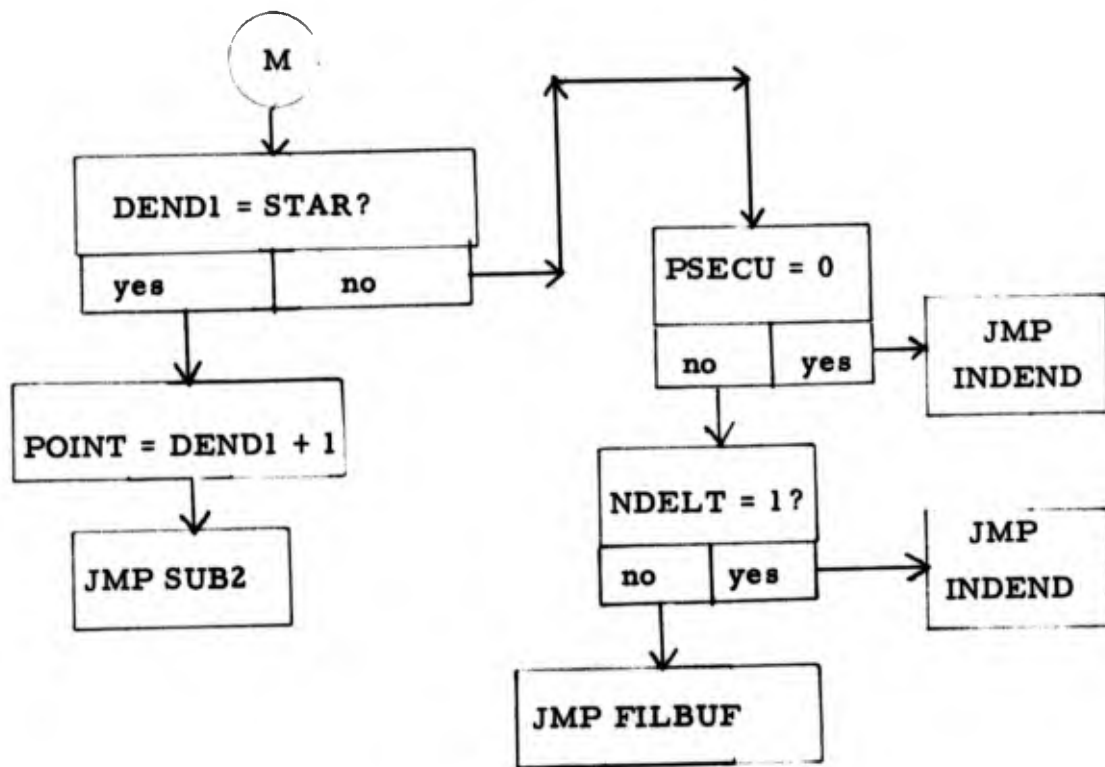 M
DEND1 = STAR?
yes
no
POINT = DEND1 + 1
JMP SUB2
PSECU = 0
no
yes
JMP
INDEND
NDELT = 1?
no
yes
JMP
INDEND
JMP FILBUF